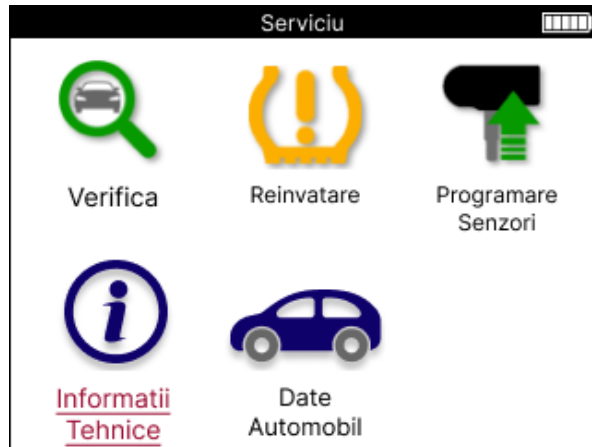 Serviciu
Verifica
Reinvatare
Programare
Senzori
Informatii
Tehnice
Date
Automobil